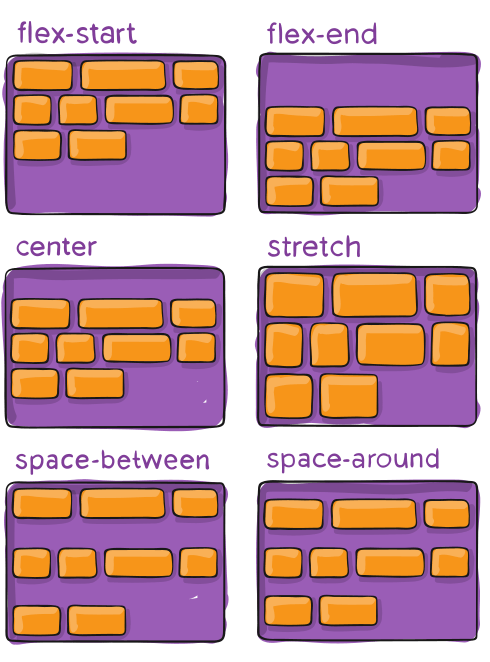 flex-start
flex-end
center
stretch
space-between
space-around